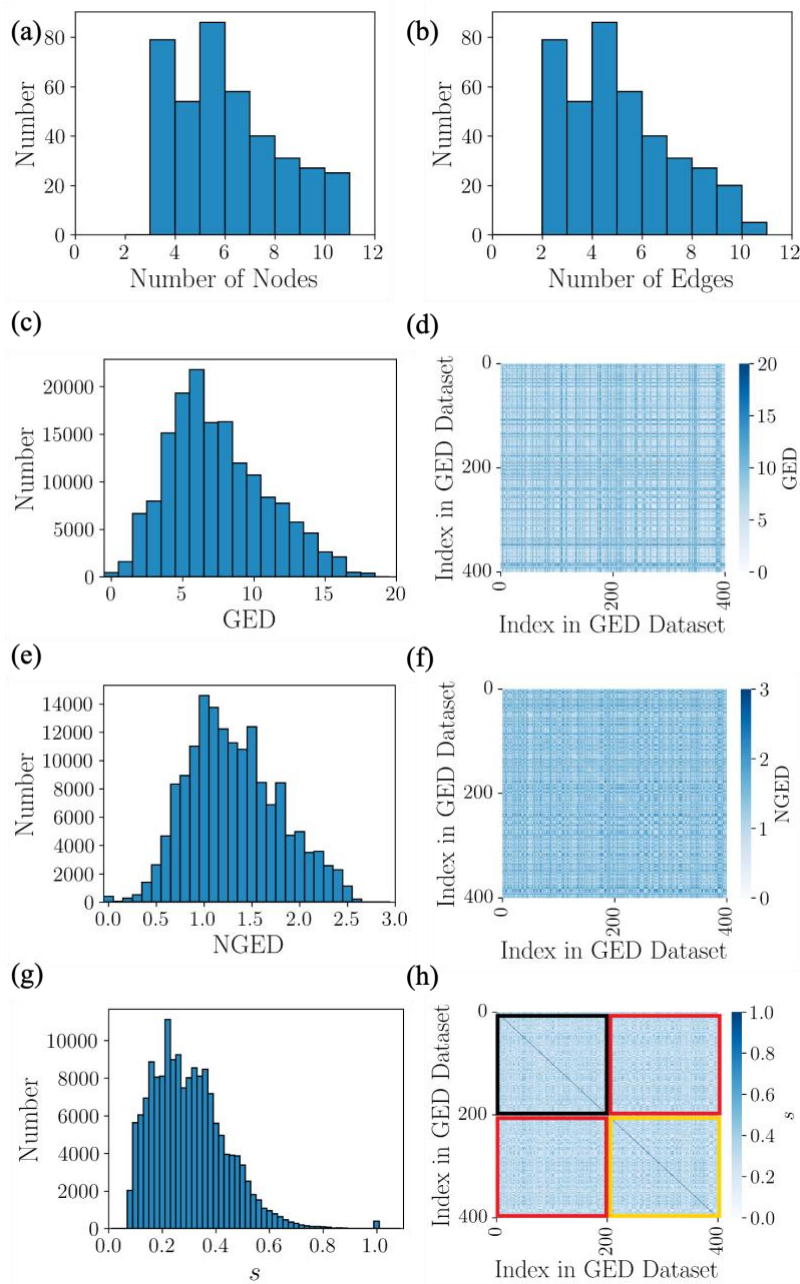 (a)
80
60
40
20
0
Number
0 2 4 6 8 10 12
Number of Nodes
(b)
80
60
40
20
0
Number
0 2 4 6 8 10 12
Number of Edges
(c)
20000
15000
10000
5000
0
Number
0 5 10 15 20
GED
(d)
0
200
400
Index in GED Dataset
0 200 400
Index in GED Dataset
20
15
10
5
0
GED
(e)
14000
12000
10000
8000
6000
4000
2000
0
Number
0.0 0.5 1.0 1.5 2.0 2.5 3.0
NGED
(f)
0
200
400
Index in GED Dataset
0 200 400
Index in GED Dataset
3
2
1
0
NGED
(g)
10000
8000
6000
4000
2000
0
Number
0.0 0.2 0.4 0.6 0.8 1.0
s
(h)
0
200
400
Index in GED Dataset
0 200 400
Index in GED Dataset
1.0
0.8
0.6
0.4
0.2
0.0
s